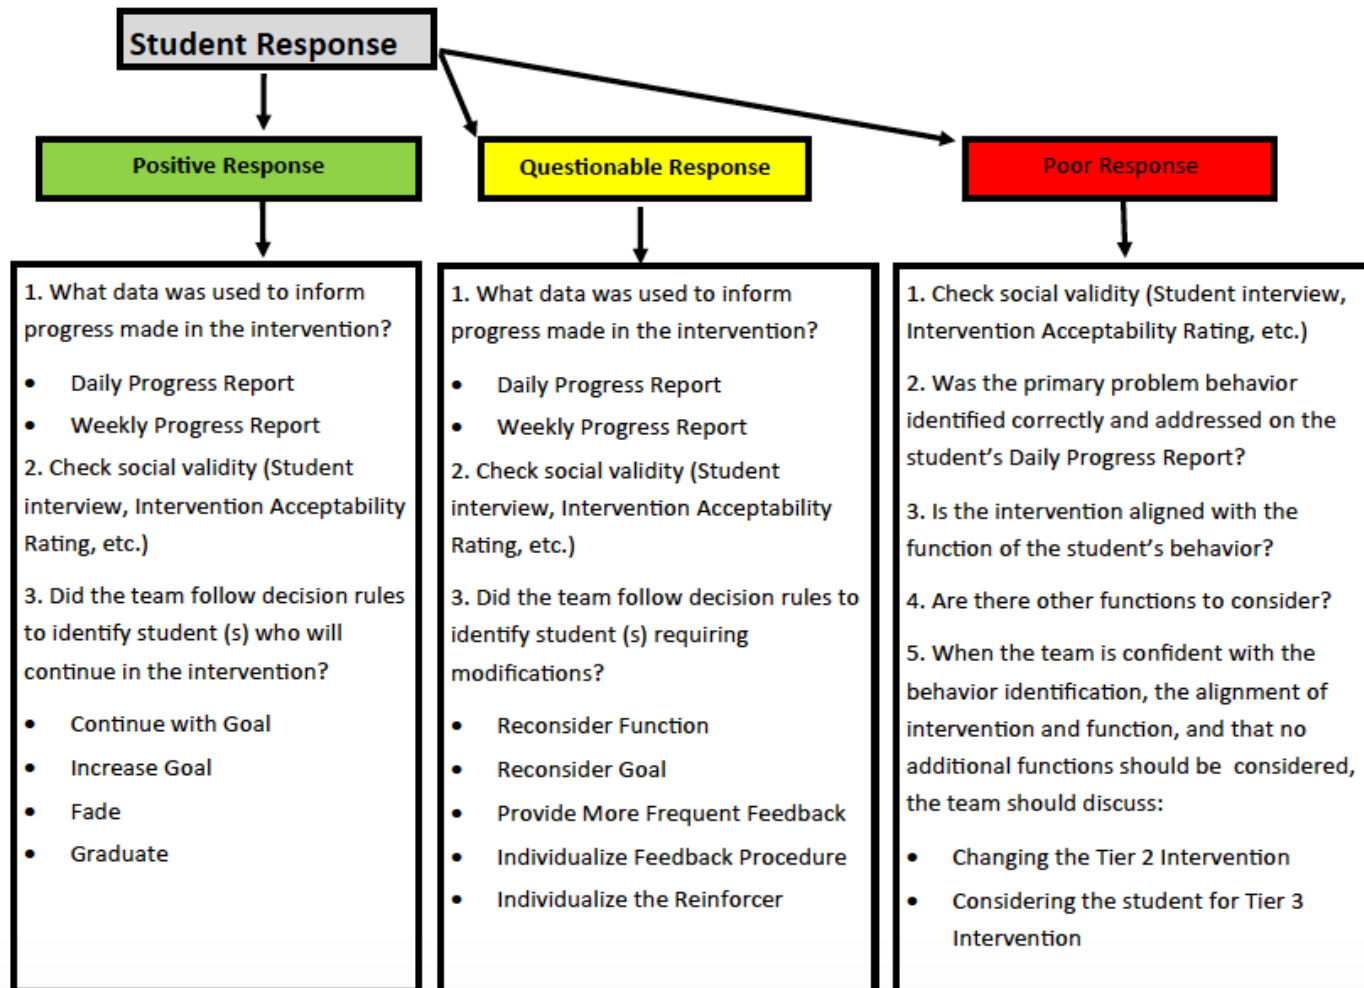 Student Response
Positive Response
Questionable Response
Poor Response
1. What data was used to inform
progress made in the intervention?
• Daily Progress Report
• Weekly Progress Report
2. Check social validity (Student
interview, Intervention Acceptability
Rating, etc.)
3. Did the team follow decision rules
to identify student (s) who will
continue in the intervention?
• Continue with Goal
• Increase Goal
• Fade
• Graduate
1. What data was used to inform
progress made in the intervention?
• Daily Progress Report
• Weekly Progress Report
2. Check social validity (Student
interview, Intervention Acceptability
Rating, etc.)
3. Did the team follow decision rules to
identify student (s) requiring
modifications?
• Reconsider Function
• Reconsider Goal
• Provide More Frequent Feedback
• Individualize Feedback Procedure
• Individualize the Reinforcer
1. Check social validity (Student interview,
Intervention Acceptability Rating, etc.)
2. Was the primary problem behavior
identified correctly and addressed on the
student's Daily Progress Report?
3. Is the intervention aligned with the
function of the student's behavior?
4. Are there other functions to consider?
5. When the team is confident with the
behavior identification, the alignment of
intervention and function, and that no
additional functions should be considered,
the team should discuss:
• Changing the Tier 2 Intervention
• Considering the student for Tier 3
Intervention